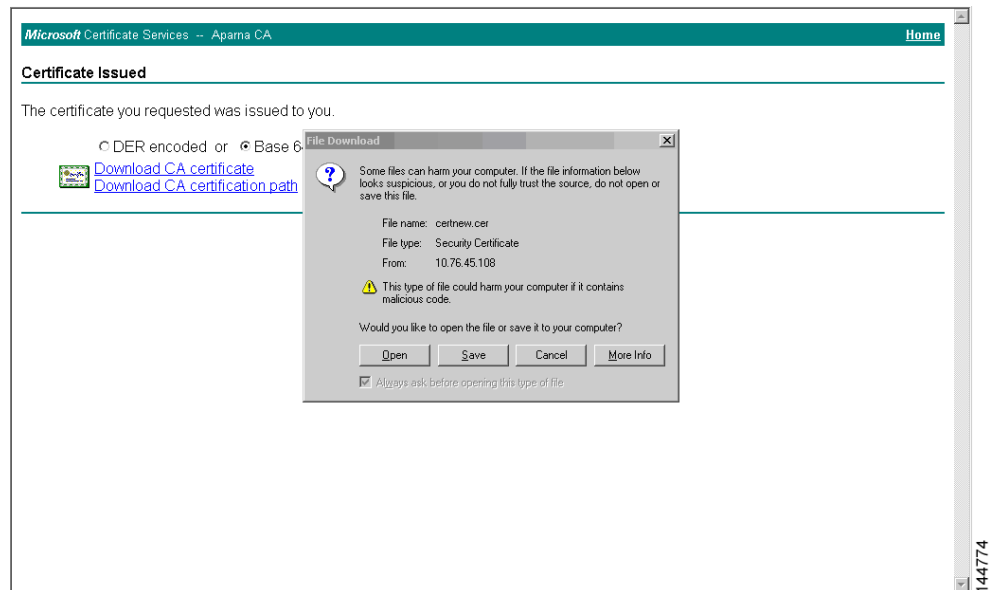 Microsoft Certificate Services -- Aparna CA Home
Certificate Issued
The certificate you requested was issued to you.
DER encoded or Base 6
Download CA certificate
Download CA certification path
File Download
Some files can harm your computer. If the file information below
looks suspicious, or you do not fully trust the source, do not open or
save this file.
File name: certnew.cer
File type: Security Certificate
From: 10.76.45.108
This type of file could harm your computer if it contains
malicious code.
Would you like to open the file or save it to your computer?
Open Save Cancel More Info
Always ask before opening this type of file
144774